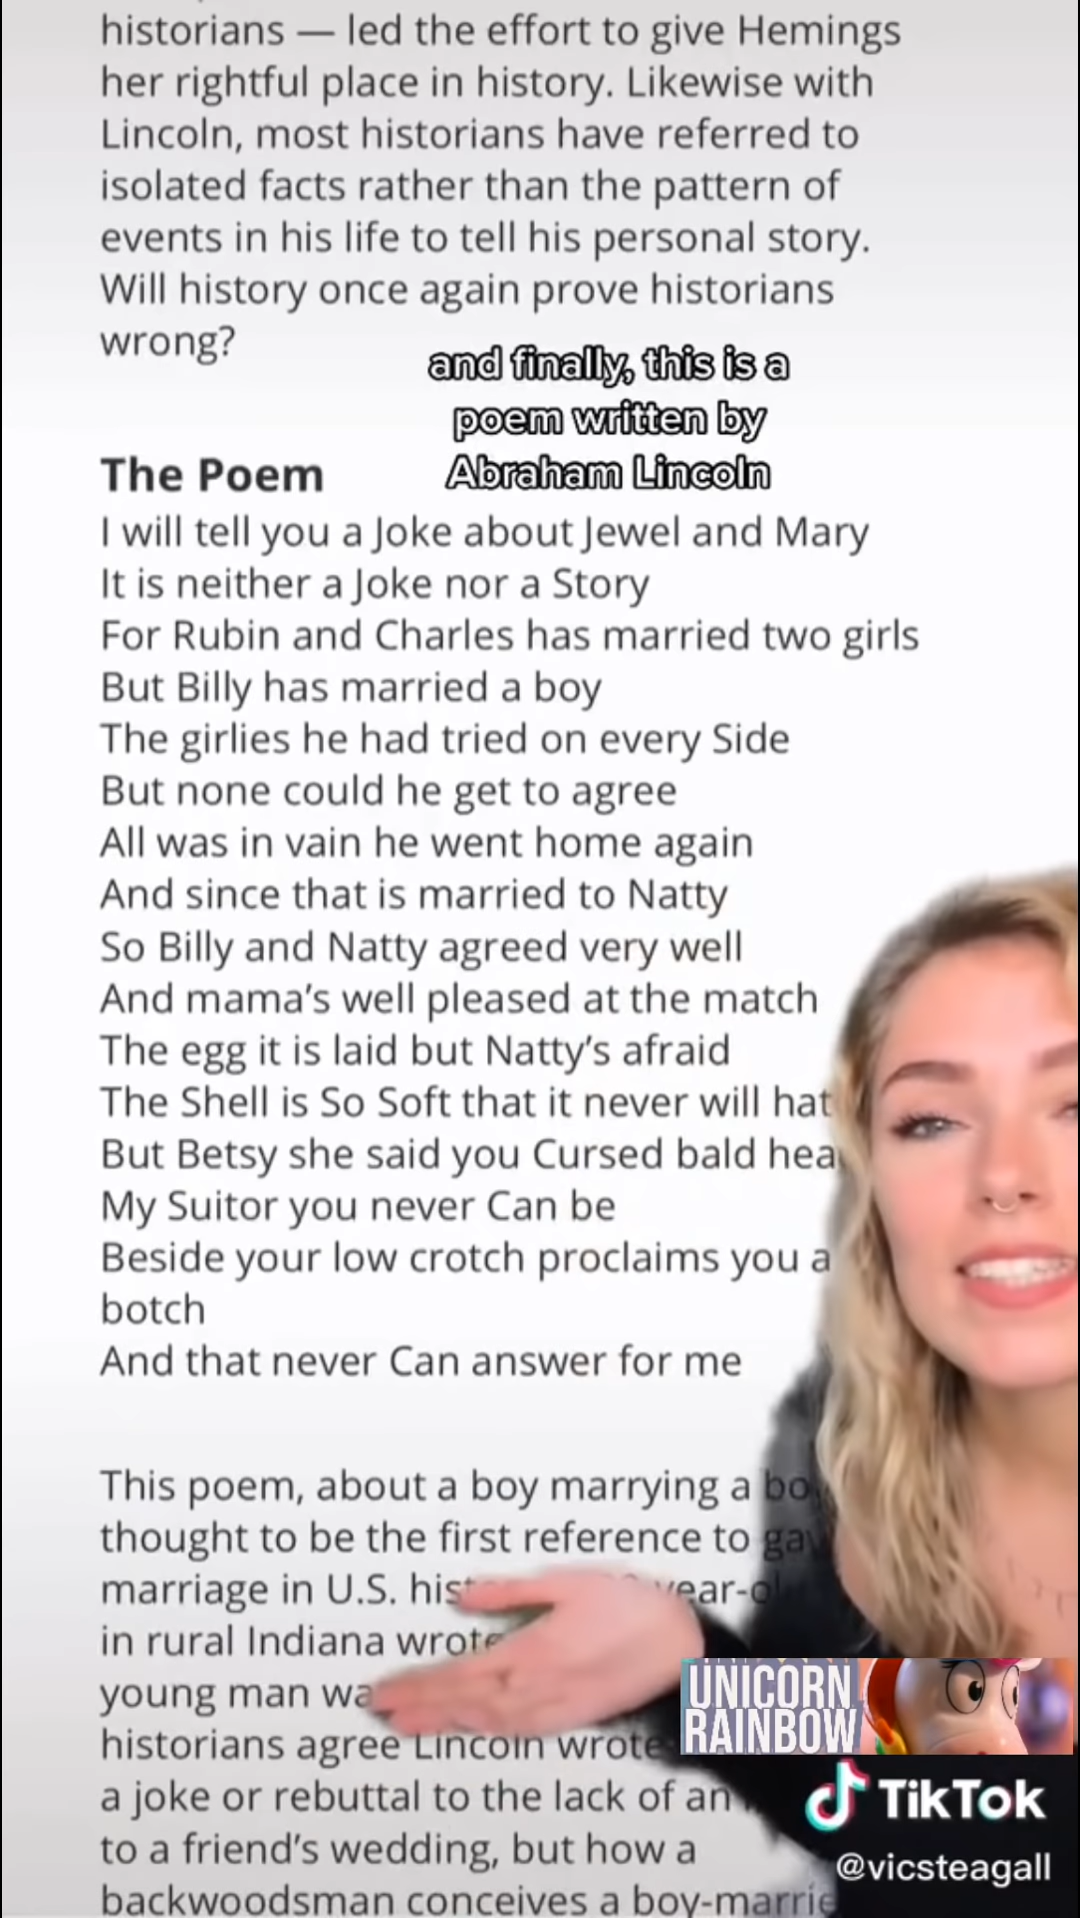 historians — led the effort to give Hemings
her rightful place in history. Likewise with
Lincoln, most historians have referred to
isolated facts rather than the pattern of
events in his life to tell his personal story.
Will history once again prove historians
wrong?
and finally, this is a
poem written by
Abraham Lincoln
The Poem
I will tell you a Joke about Jewel and Mary
It is neither a Joke nor a Story
For Rubin and Charles has married two girls
But Billy has married a boy
The girlies he had tried on every Side
But none could he get to agree
All was in vain he went home again
And since that is married to Natty
So Billy and Natty agreed very well
And mama's well pleased at the match
The egg it is laid but Natty's afraid
The Shell is So Soft that it never will hat
But Betsy she said you Cursed bald hea
My Suitor you never Can be
Beside your low crotch proclaims you a
botch
And that never Can answer for me
This poem, about a boy marrying a bo
thought to be the first reference to gay
marriage in U.S. his year-ol
in rural Indiana wrote
young man wa
historians agree Lincoln wrote
a joke or rebuttal to the lack of an
to a friend's wedding, but how a
backwoodsman conceives a boy-marrie
UNICORN
RAINBOW
TikTok
@vicsteagall